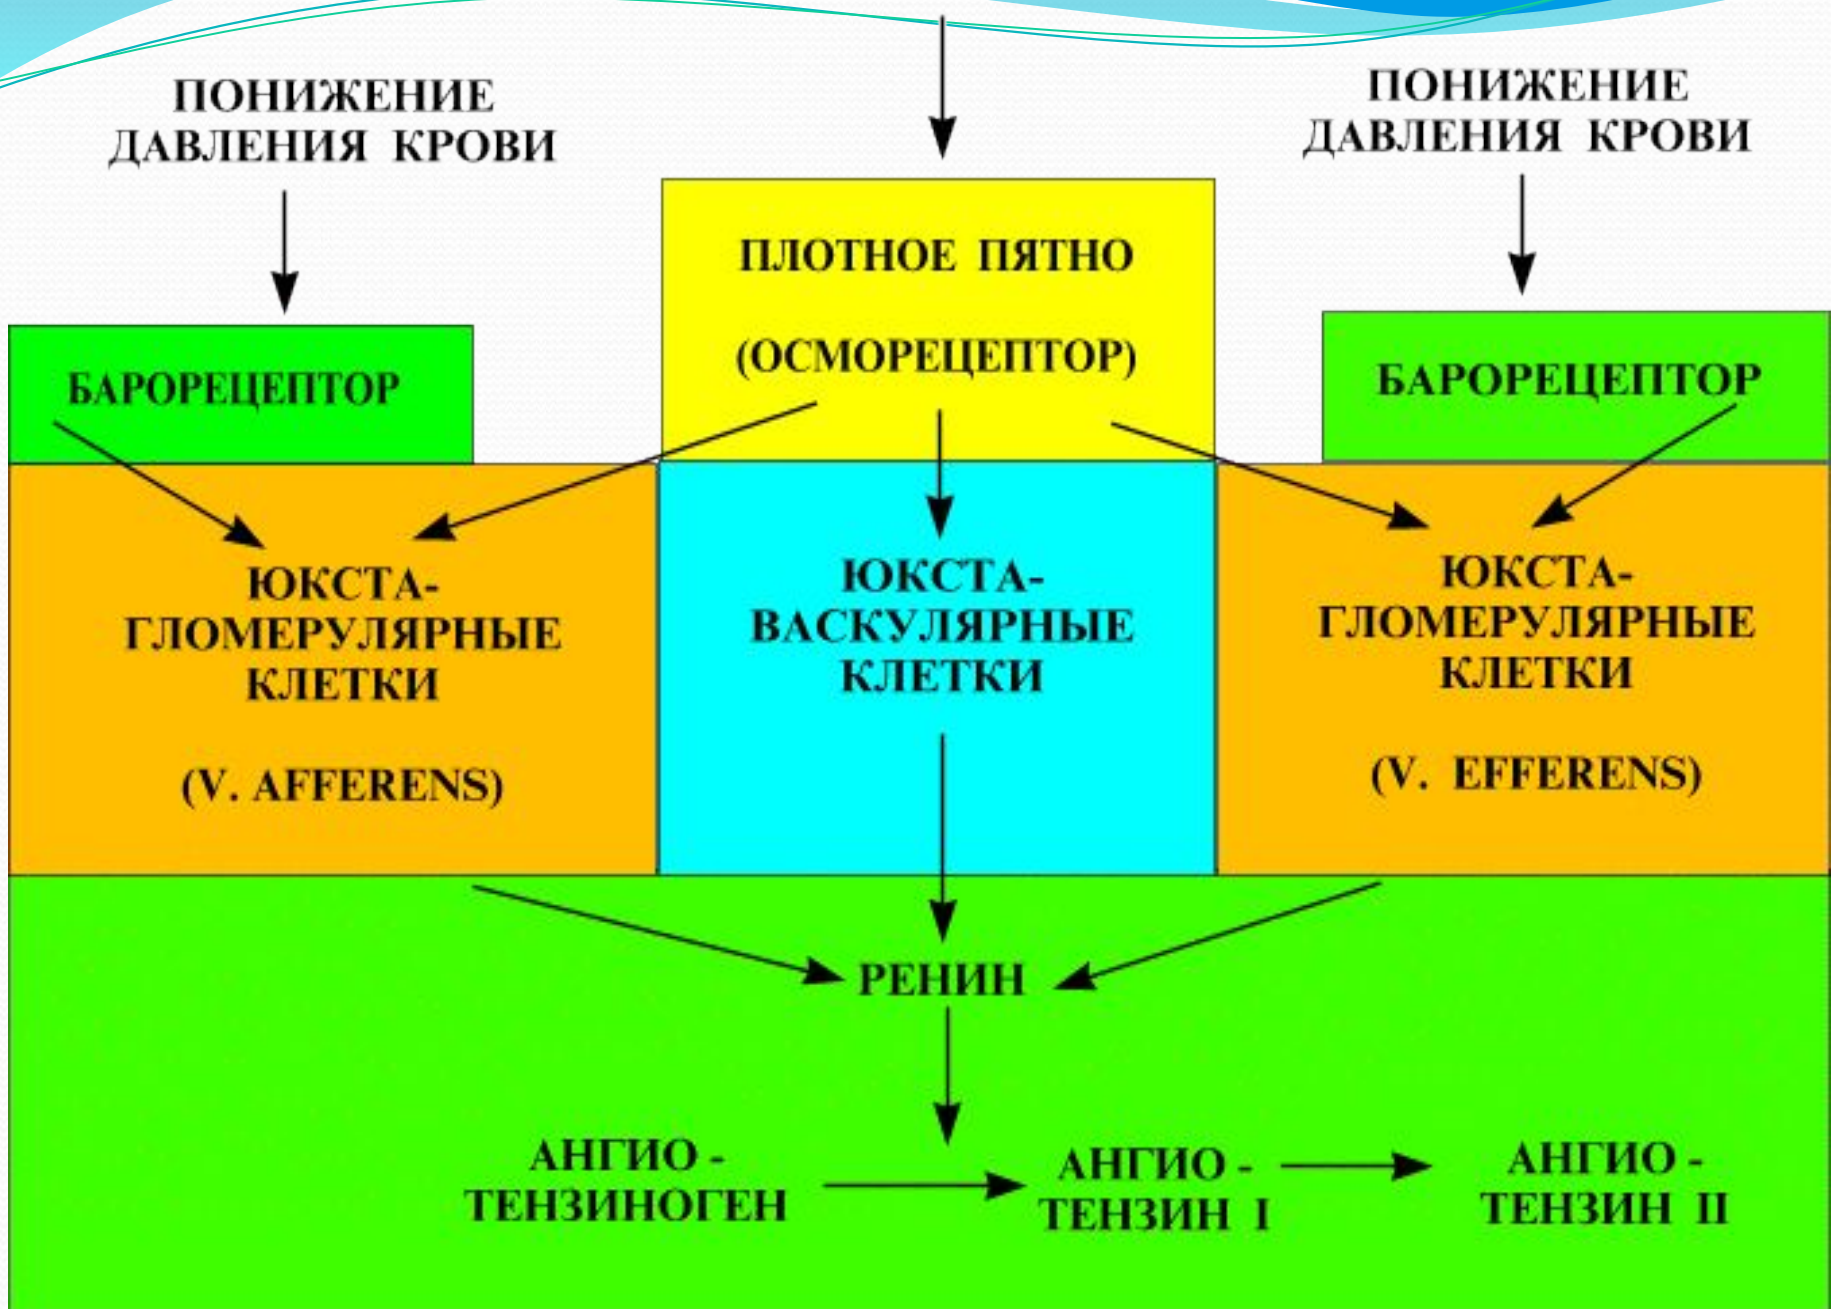 ПОНИЖЕНИЕ
ДАВЛЕНИЯ КРОВИ
ПОНИЖЕНИЕ
ДАВЛЕНИЯ КРОВИ
ПЛОТНОЕ ПЯТНО
(ОСМОРЕЦЕПТОР)
БАРОРЕЦЕПТОР
БАРОРЕЦЕПТОР
ЮКСТА-
ГЛОМЕРУЛЯРНЫЕ
КЛЕТКИ
(V. AFFERENS)
ЮКСТА-
ВАСКУЛЯРНЫЕ
КЛЕТКИ
ЮКСТА-
ГЛОМЕРУЛЯРНЫЕ
КЛЕТКИ
(V. EFFERENS)
РЕНИН
АНГИО -
ТЕНЗИНОГЕН
АНГИО -
ТЕНЗИН I
АНГИО -
ТЕНЗИН II